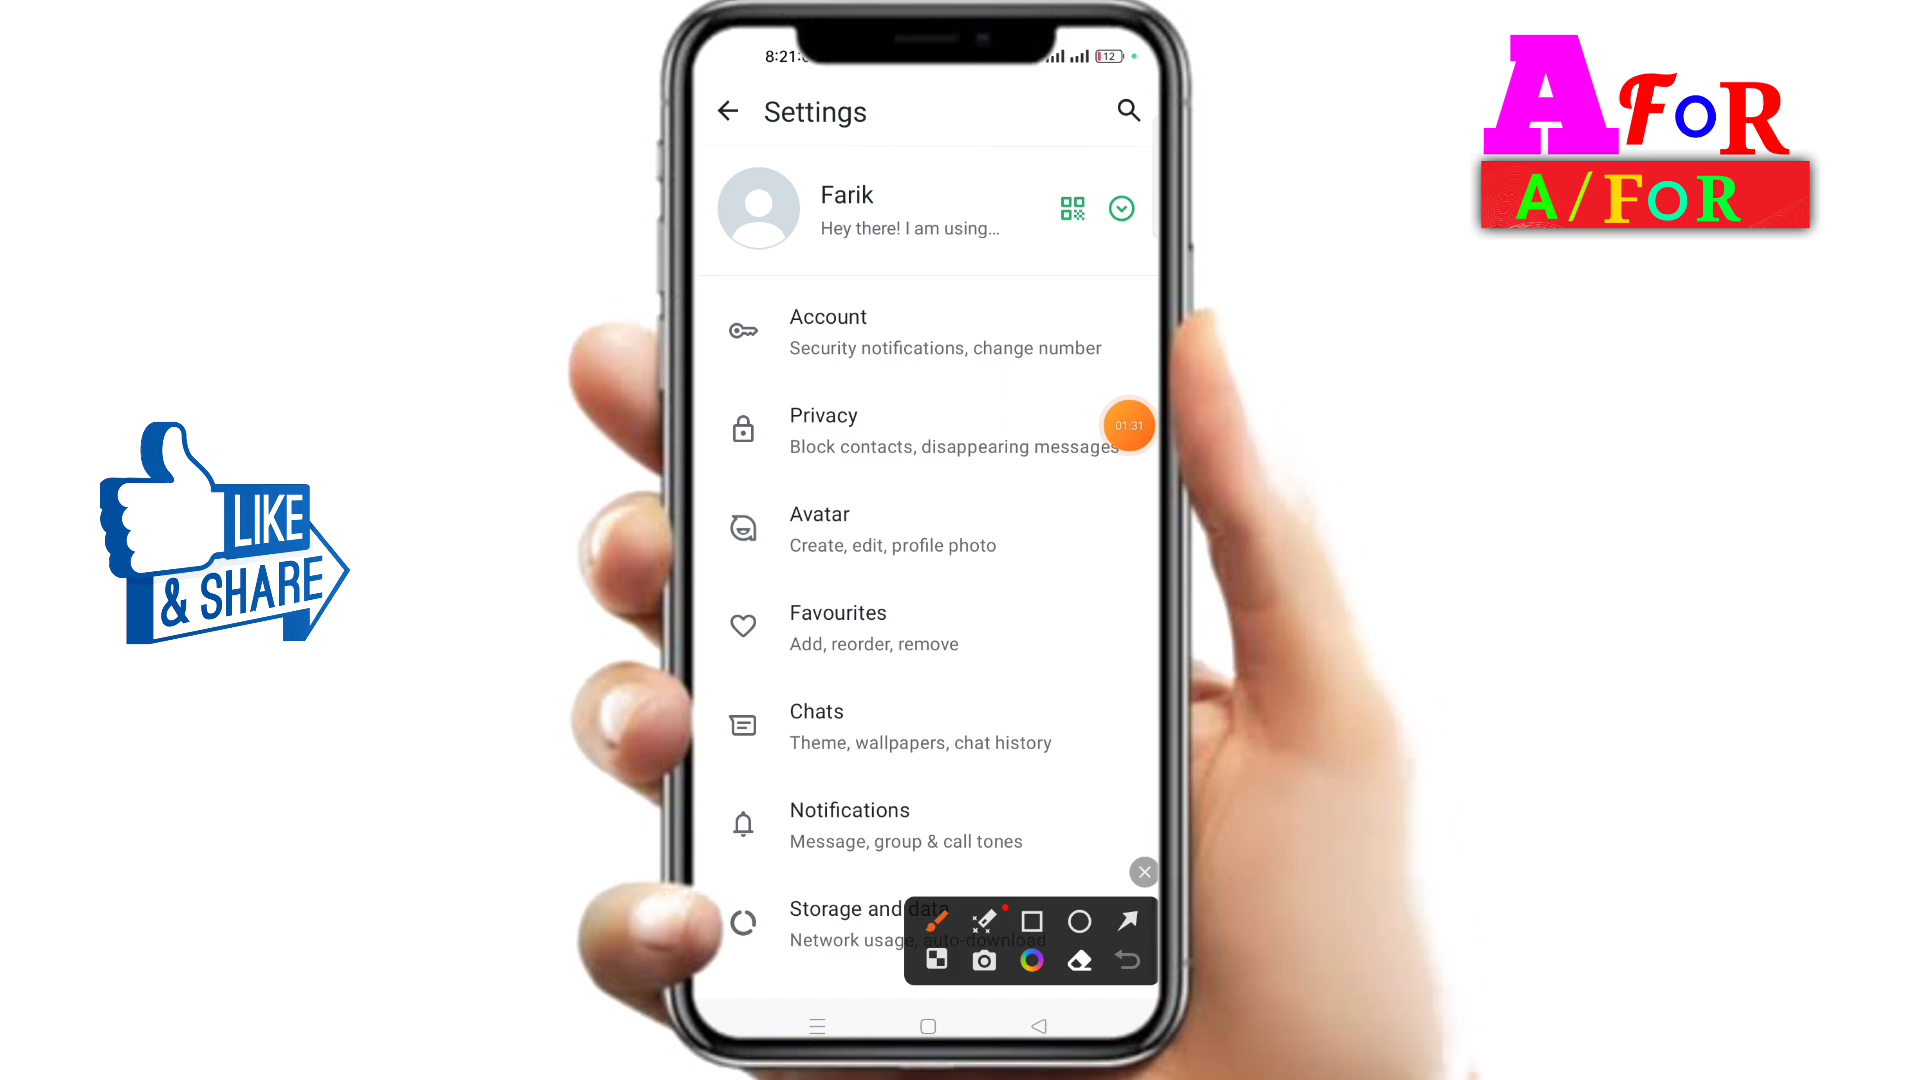 8:21:
12
Settings
Farik
Hey there! I am using...
Account
Security notifications, change number
Privacy
Block contacts, disappearing messages
01:31
Avatar
Create, edit, profile photo
Favourites
Add, reorder, remove
Chats
Theme, wallpapers, chat history
Notifications
Message, group & call tones
Storage and data
Network usage, auto-download
LIKE
& SHARE
A FoR
A/FoR